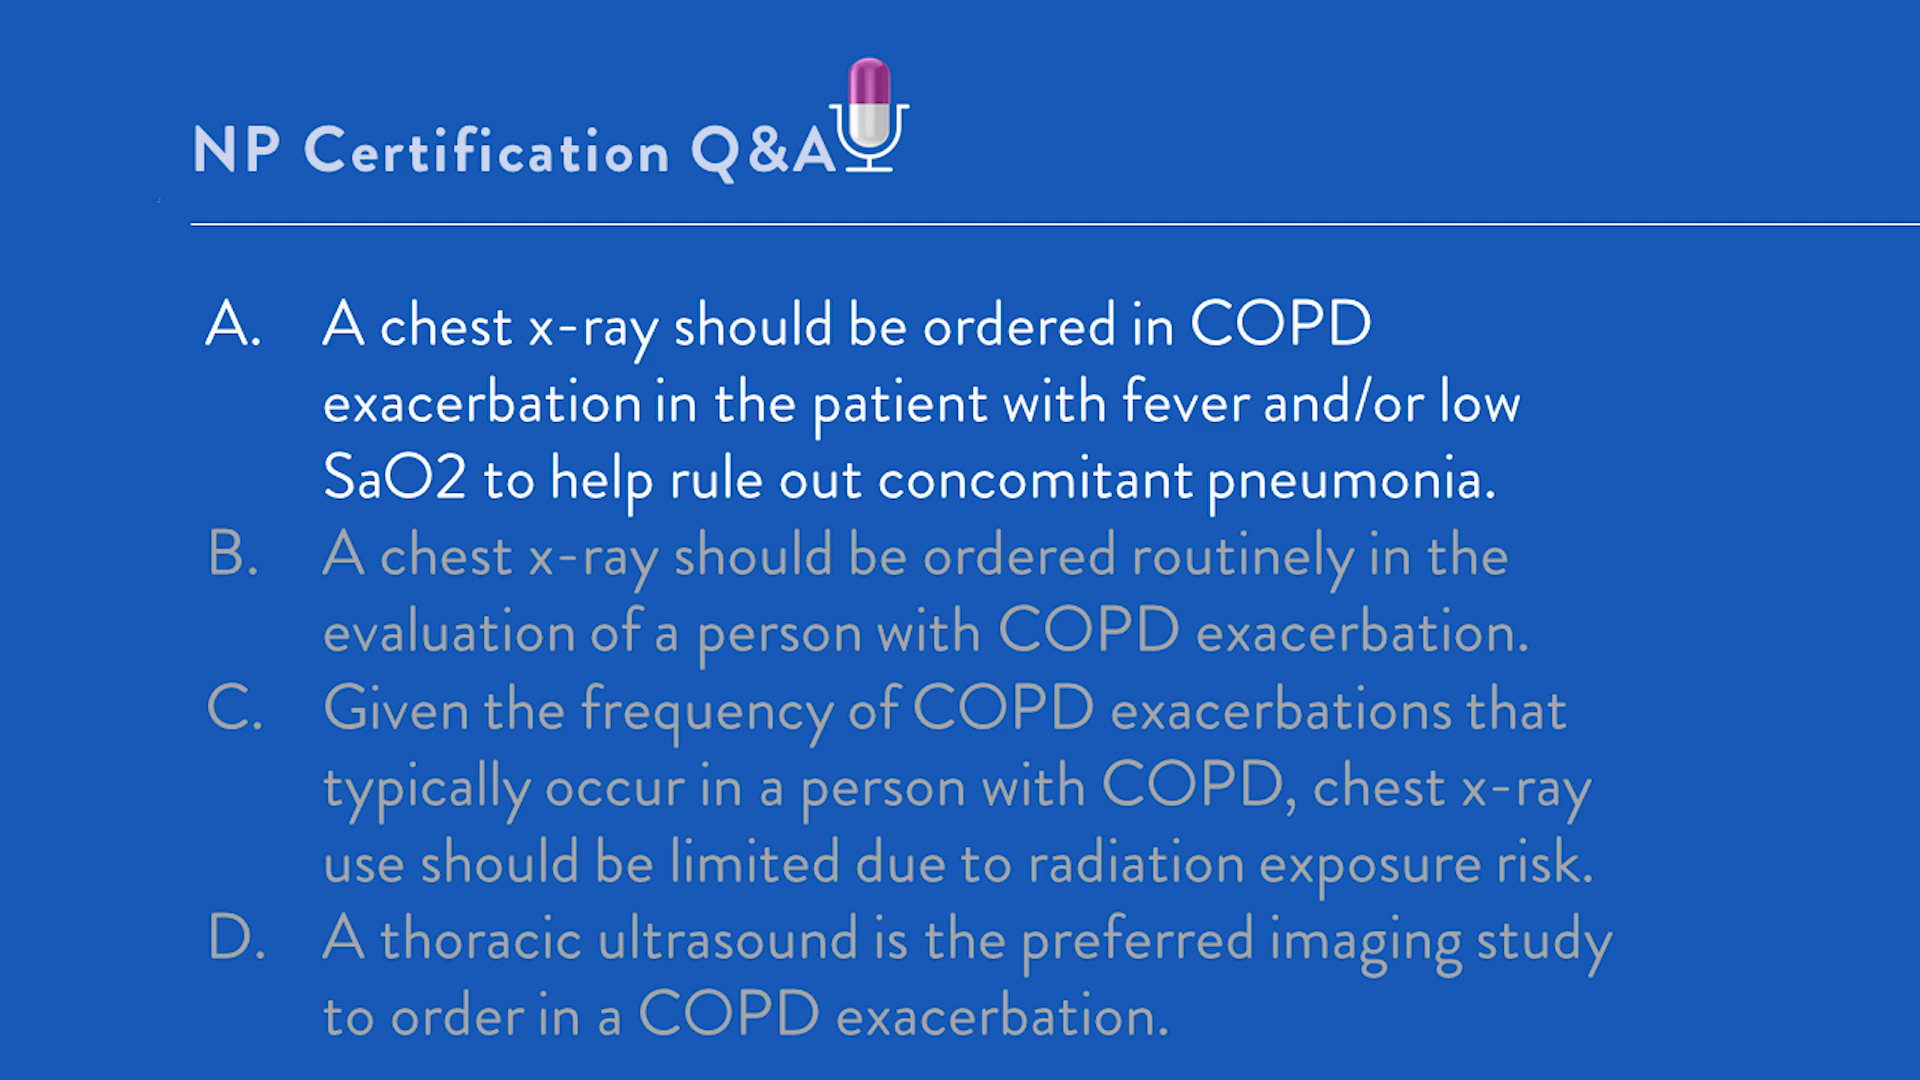 NP Certification Q&A
A. A chest x-ray should be ordered in COPD
exacerbation in the patient with fever and/or low
SaO2 to help rule out concomitant pneumonia.
B. A chest x-ray should be ordered routinely in the
evaluation of a person with COPD exacerbation.
C. Given the frequency of COPD exacerbations that
typically occur in a person with COPD, chest x-ray
use should be limited due to radiation exposure risk.
D. A thoracic ultrasound is the preferred imaging study
to order in a COPD exacerbation.